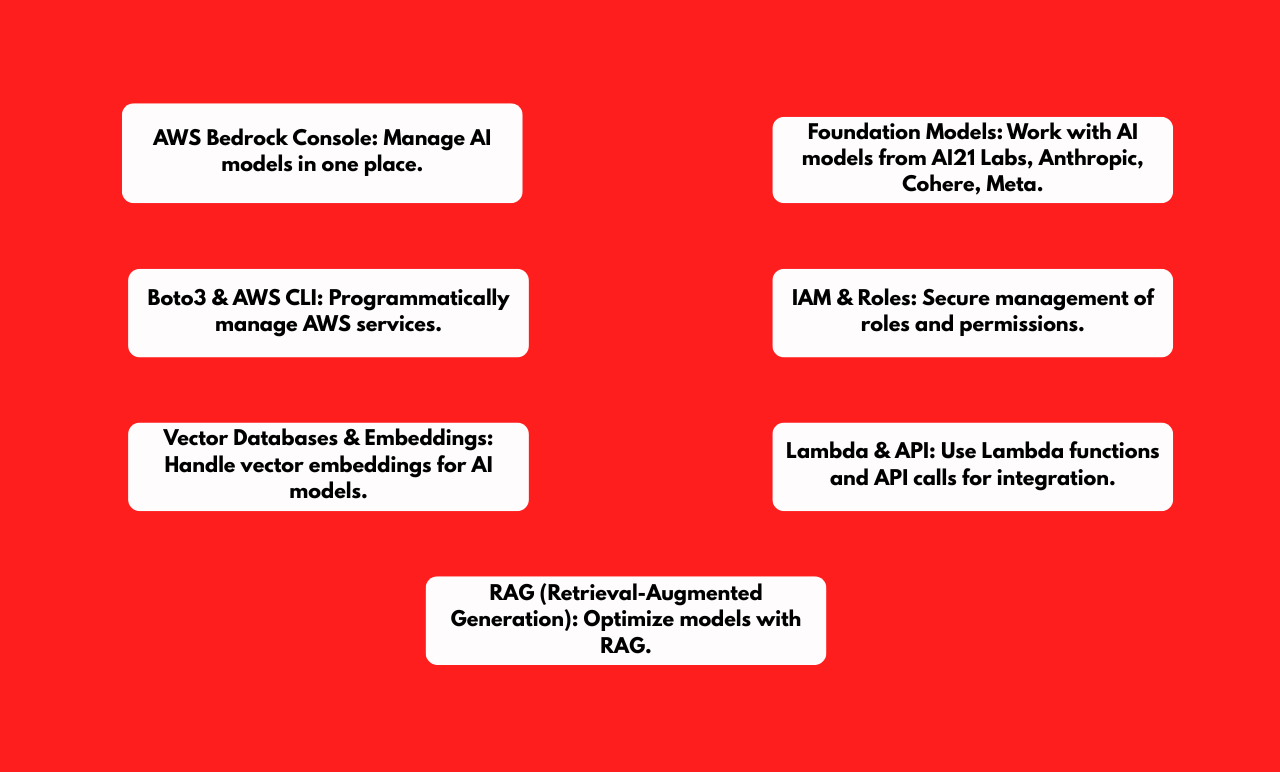 AWS Bedrock Console: Manage AI
models in one place.
Foundation Models: Work with AI
models from AI21 Labs, Anthropic,
Cohere, Meta.
Boto3 & AWS CLI: Programmatically
manage AWS services.
IAM & Roles: Secure management of
roles and permissions.
Vector Databases & Embeddings:
Handle vector embeddings for AI
models.
Lambda & API: Use Lambda functions
and API calls for integration.
RAG (Retrieval-Augmented
Generation): Optimize models with
RAG.